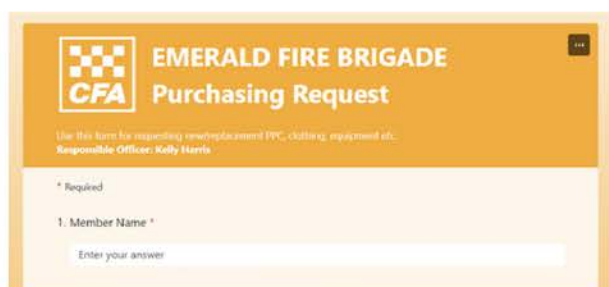 CFA
EMERALD FIRE BRIGADE
Purchasing Request
...
Use this form for requesting new/replacement PPC, clothing, equipment etc.
Responsible Officer: Kelly Harris
* Required
1. Member Name *
Enter your answer